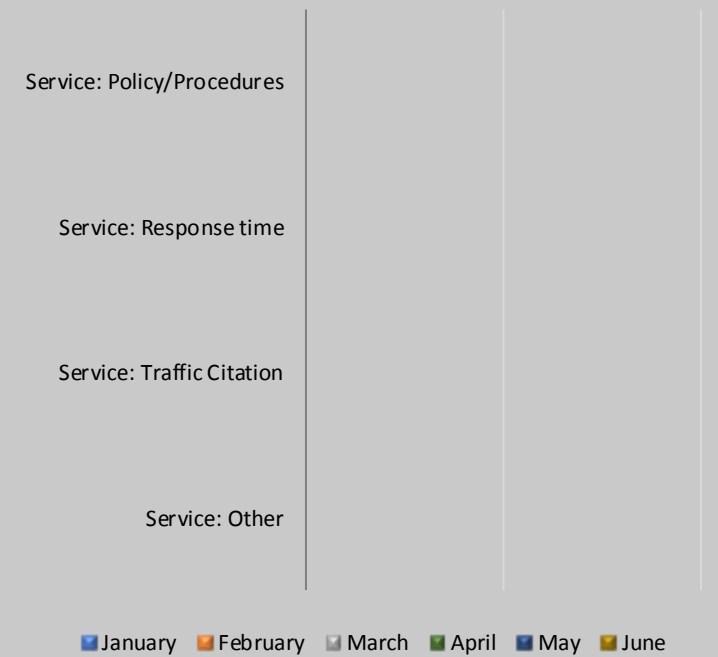 Service: Policy/Procedures
Service: Response time
Service: Traffic Citation
Service: Other
January February March April May June